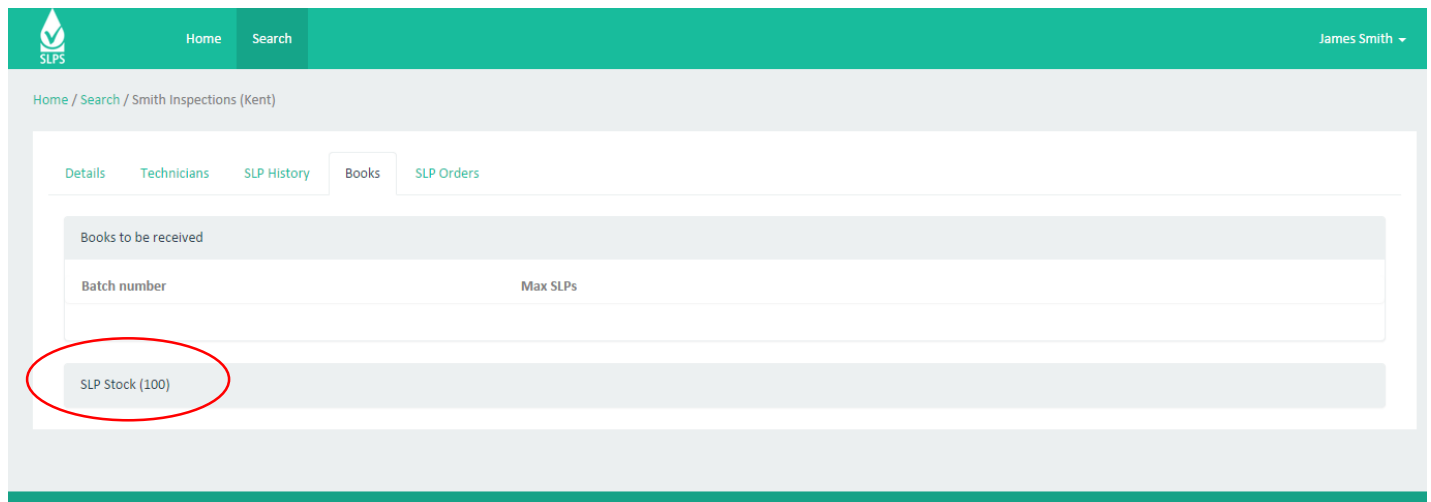 SLPS
Home Search James Smith
Home / Search / Smith Inspections (Kent)
Details Technicians SLP History Books SLP Orders
Books to be received
Batch number Max SLPs
SLP Stock (100)